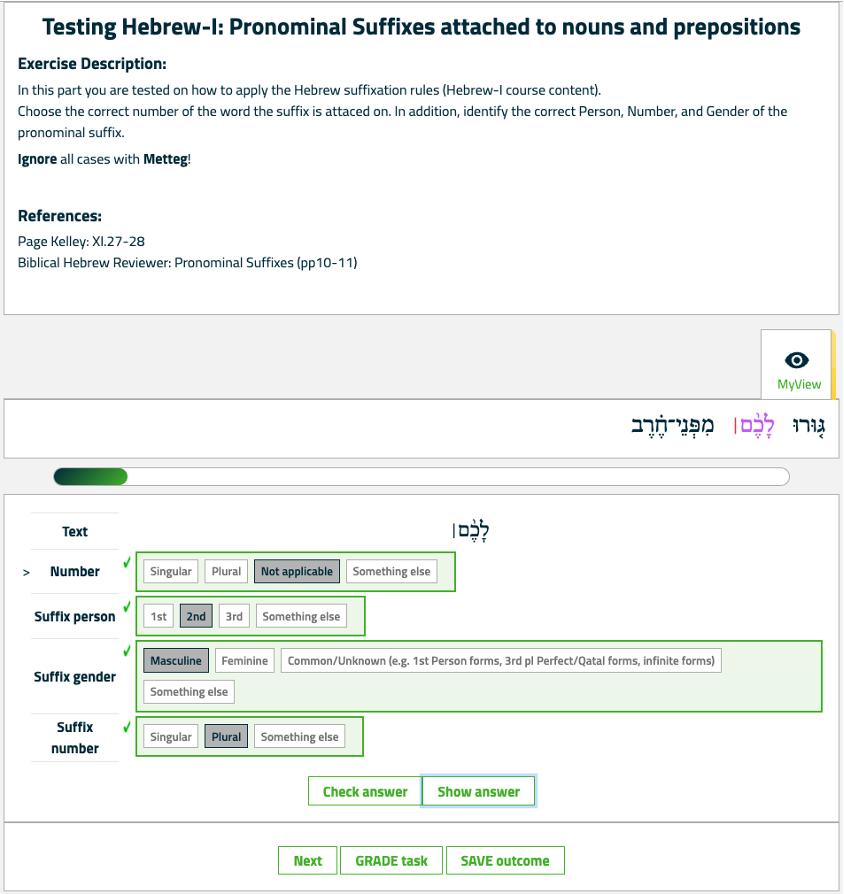 Testing Hebrew-I: Pronominal Suffixes attached to nouns and prepositions
Exercise Description:
In this part you are tested on how to apply the Hebrew suffixation rules (Hebrew-I course content).
Choose the correct number of the word the suffix is attaced on. In addition, identify the correct Person, Number, and Gender of the
pronominal suffix.
Ignore all cases with Metteg!
References:
Page Kelley: XI.27-28
Biblical Hebrew Reviewer: Pronominal Suffixes (pp10-11)
MyView
גּ֤וּרוּ לָכֶ֨ם׀ מִפְּנֵי־חֶ֗רֶב
Text לָכֶ֨ם׀
> Number ✓ Singular Plural Not applicable Something else
Suffix person ✓ 1st 2nd 3rd Something else
Suffix gender ✓ Masculine Feminine Common/Unknown (e.g. 1st Person forms, 3rd pl Perfect/Qatal forms, infinite forms)
Something else
Suffix number ✓ Singular Plural Something else
Check answer Show answer
Next GRADE task SAVE outcome